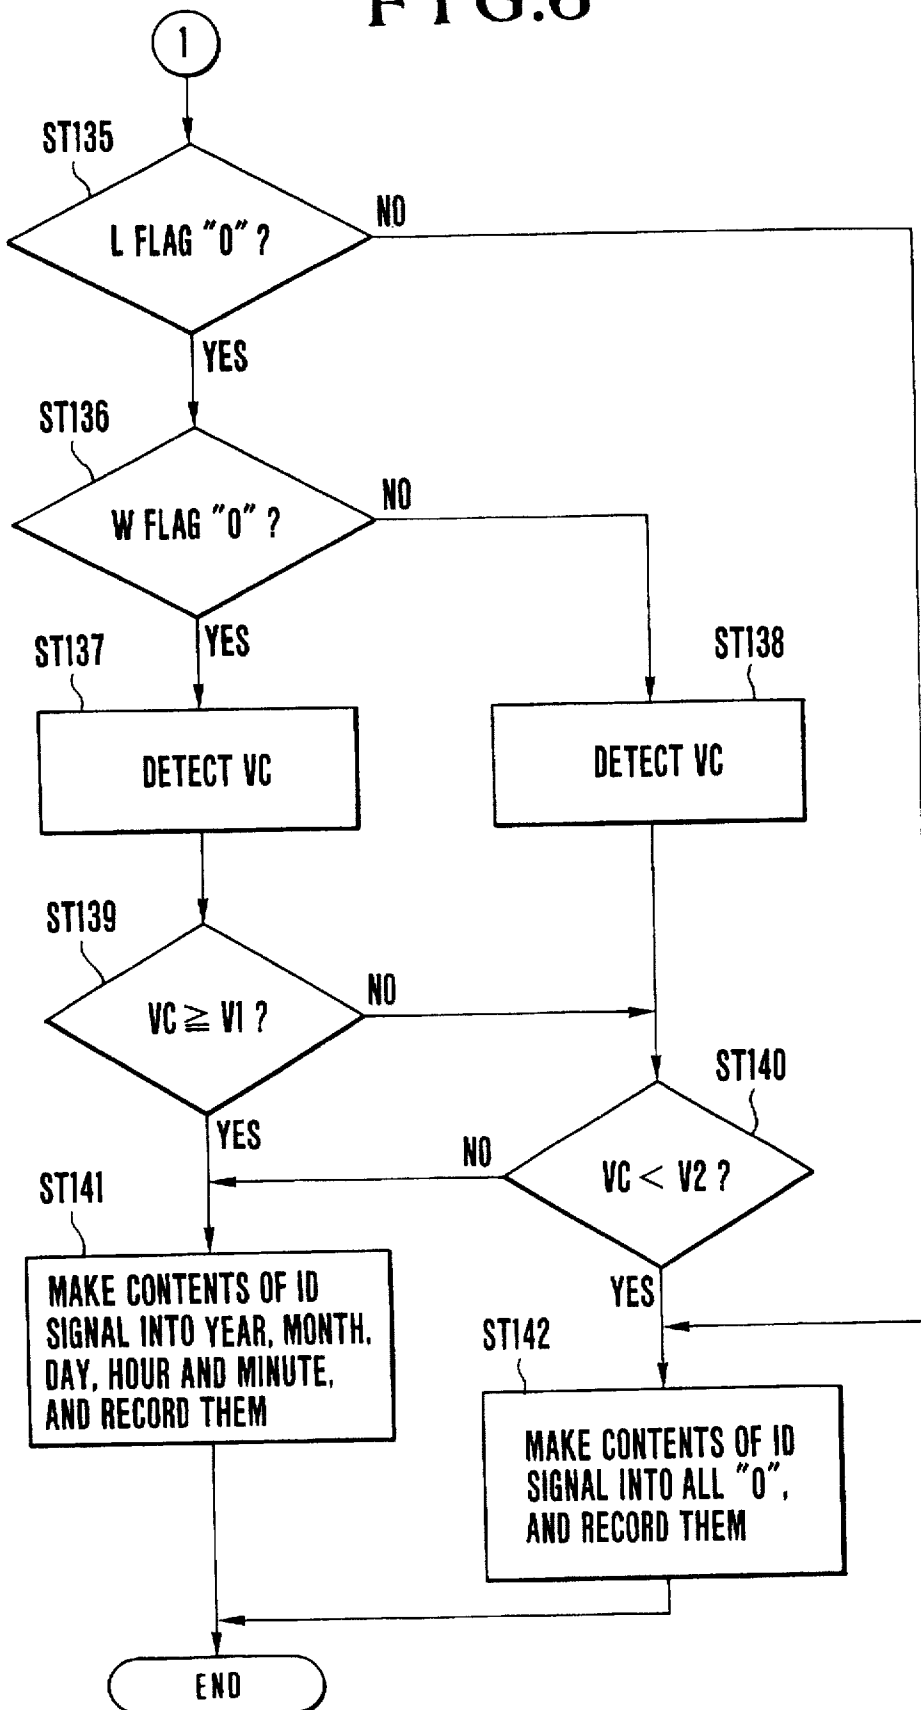 FIG.6
1
ST135
L FLAG "0" ?
NO
YES
ST136
W FLAG "0" ?
NO
YES
ST137
DETECT VC
ST138
DETECT VC
ST139
VC ≧ V1 ?
NO
YES
ST140
VC < V2 ?
NO
YES
ST141
MAKE CONTENTS OF ID
SIGNAL INTO YEAR, MONTH,
DAY, HOUR AND MINUTE,
AND RECORD THEM
ST142
MAKE CONTENTS OF ID
SIGNAL INTO ALL "0",
AND RECORD THEM
END